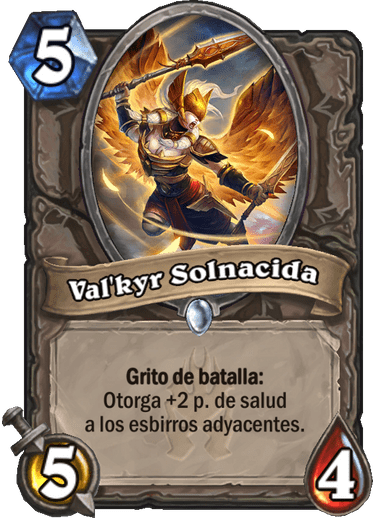 5
Val'kyr Solnacida
Grito de batalla:
Otorga +2 p. de salud
a los esbirros adyacentes.
5
4